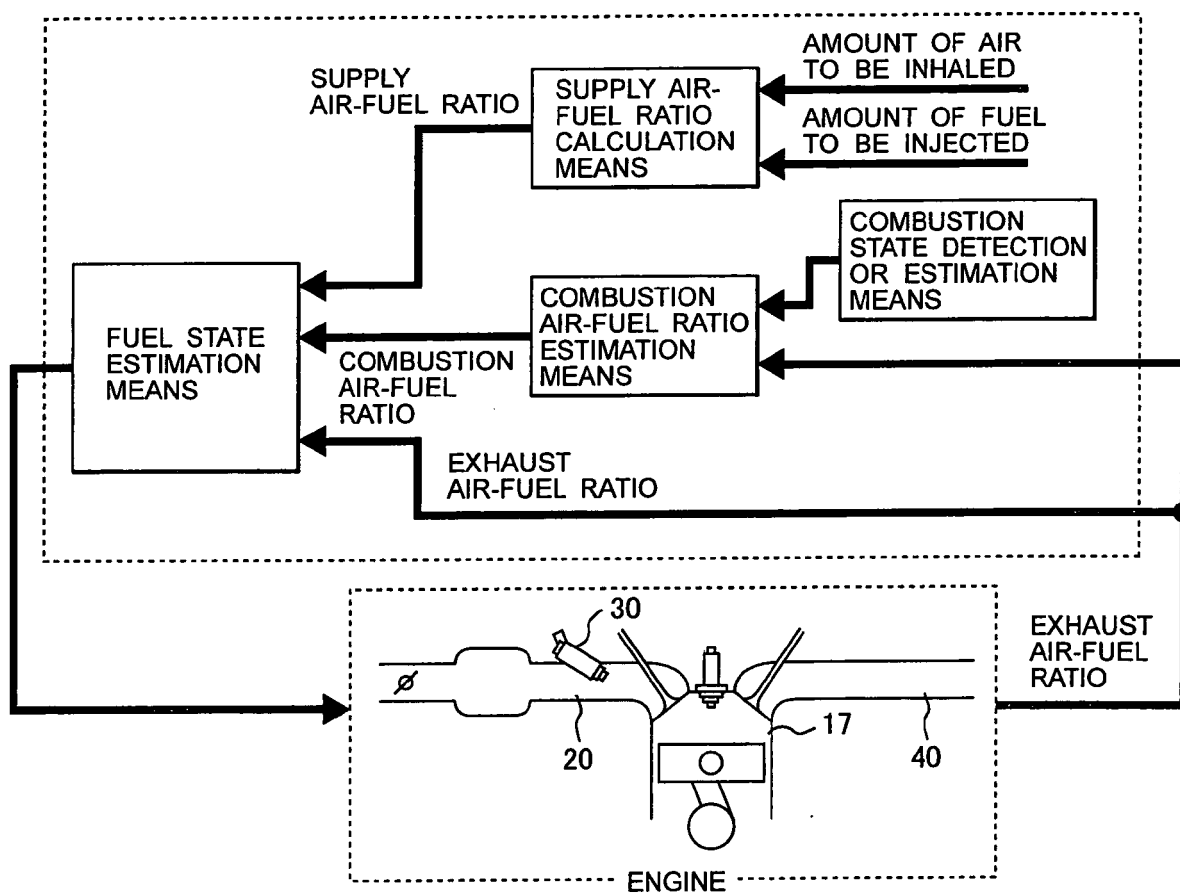 AMOUNT OF AIR
TO BE INHALED
SUPPLY
AIR-FUEL RATIO
SUPPLY AIR-
FUEL RATIO
CALCULATION
MEANS
AMOUNT OF FUEL
TO BE INJECTED
COMBUSTION
STATE DETECTION
OR ESTIMATION
MEANS
FUEL STATE
ESTIMATION
MEANS
COMBUSTION
AIR-FUEL RATIO
ESTIMATION
MEANS
COMBUSTION
AIR-FUEL
RATIO
EXHAUST
AIR-FUEL RATIO
30
20
17
40
EXHAUST
AIR-FUEL
RATIO
ENGINE